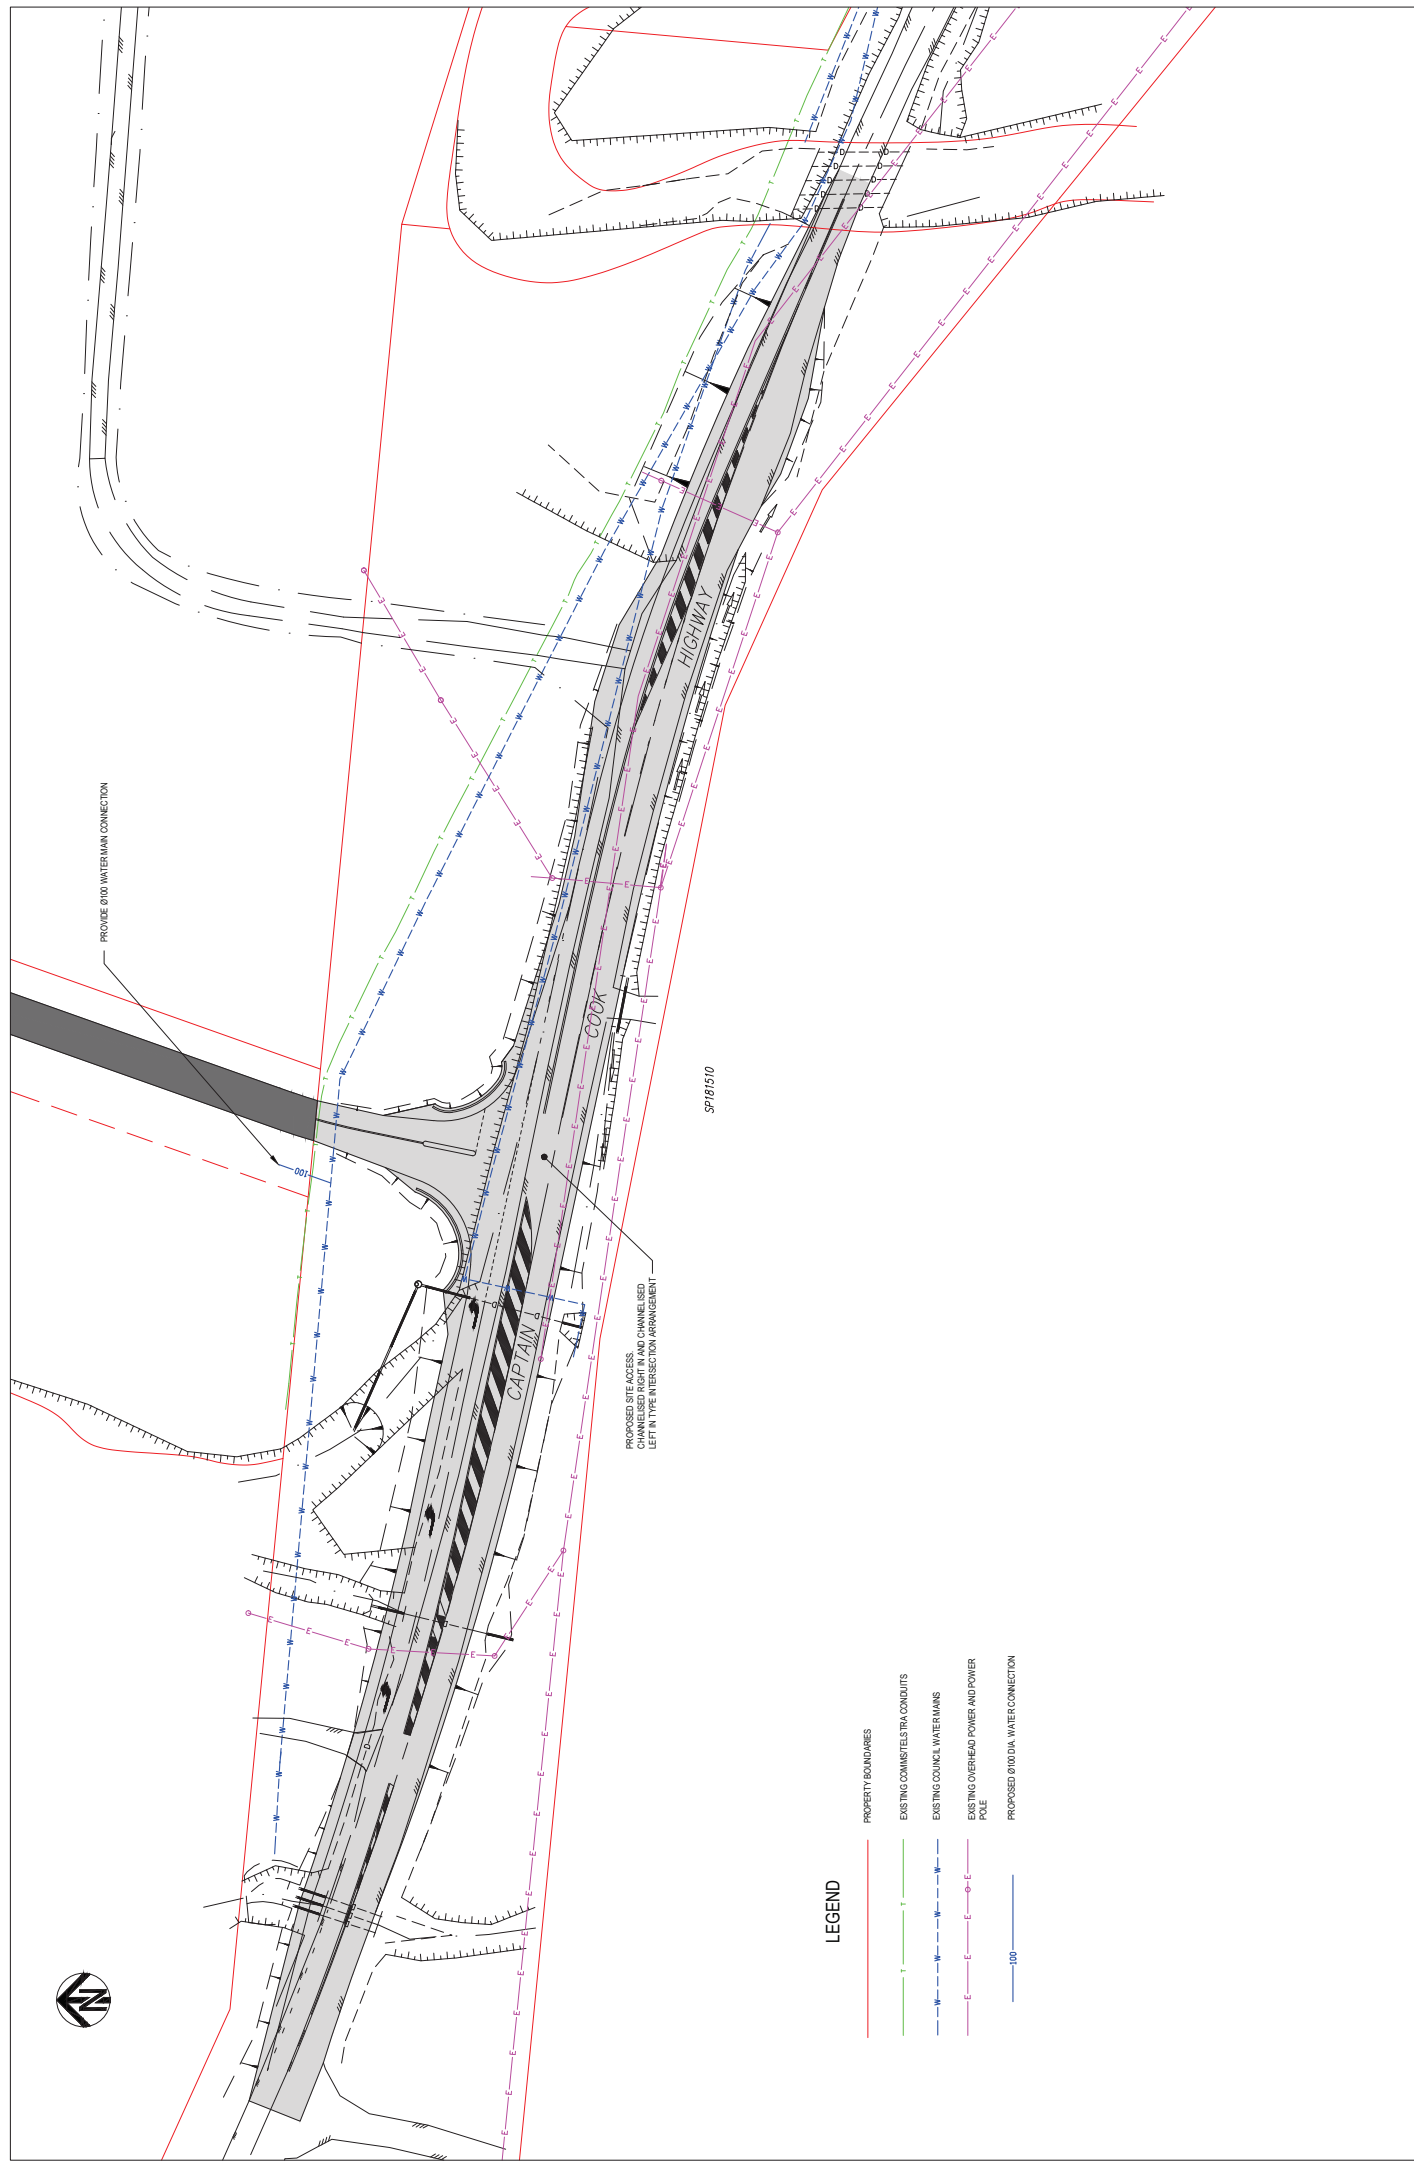 PROVIDE Ø100 WATER MAIN CONNECTION
100
HIGHWAY
COOK
CAPTAIN
SP181510
PROPOSED SITE ACCESS.
CHANNELISED RIGHT IN AND CHANNELISED
LEFT IN TYPE INTERSECTION ARRANGEMENT
N
LEGEND
PROPERTY BOUNDARIES
T T EXISTING COMMS/TELSTRA CONDUITS
W W W W EXISTING COUNCIL WATER MAINS
E E E E EXISTING OVERHEAD POWER AND POWER
POLE
100 PROPOSED Ø100 DIA. WATER CONNECTION